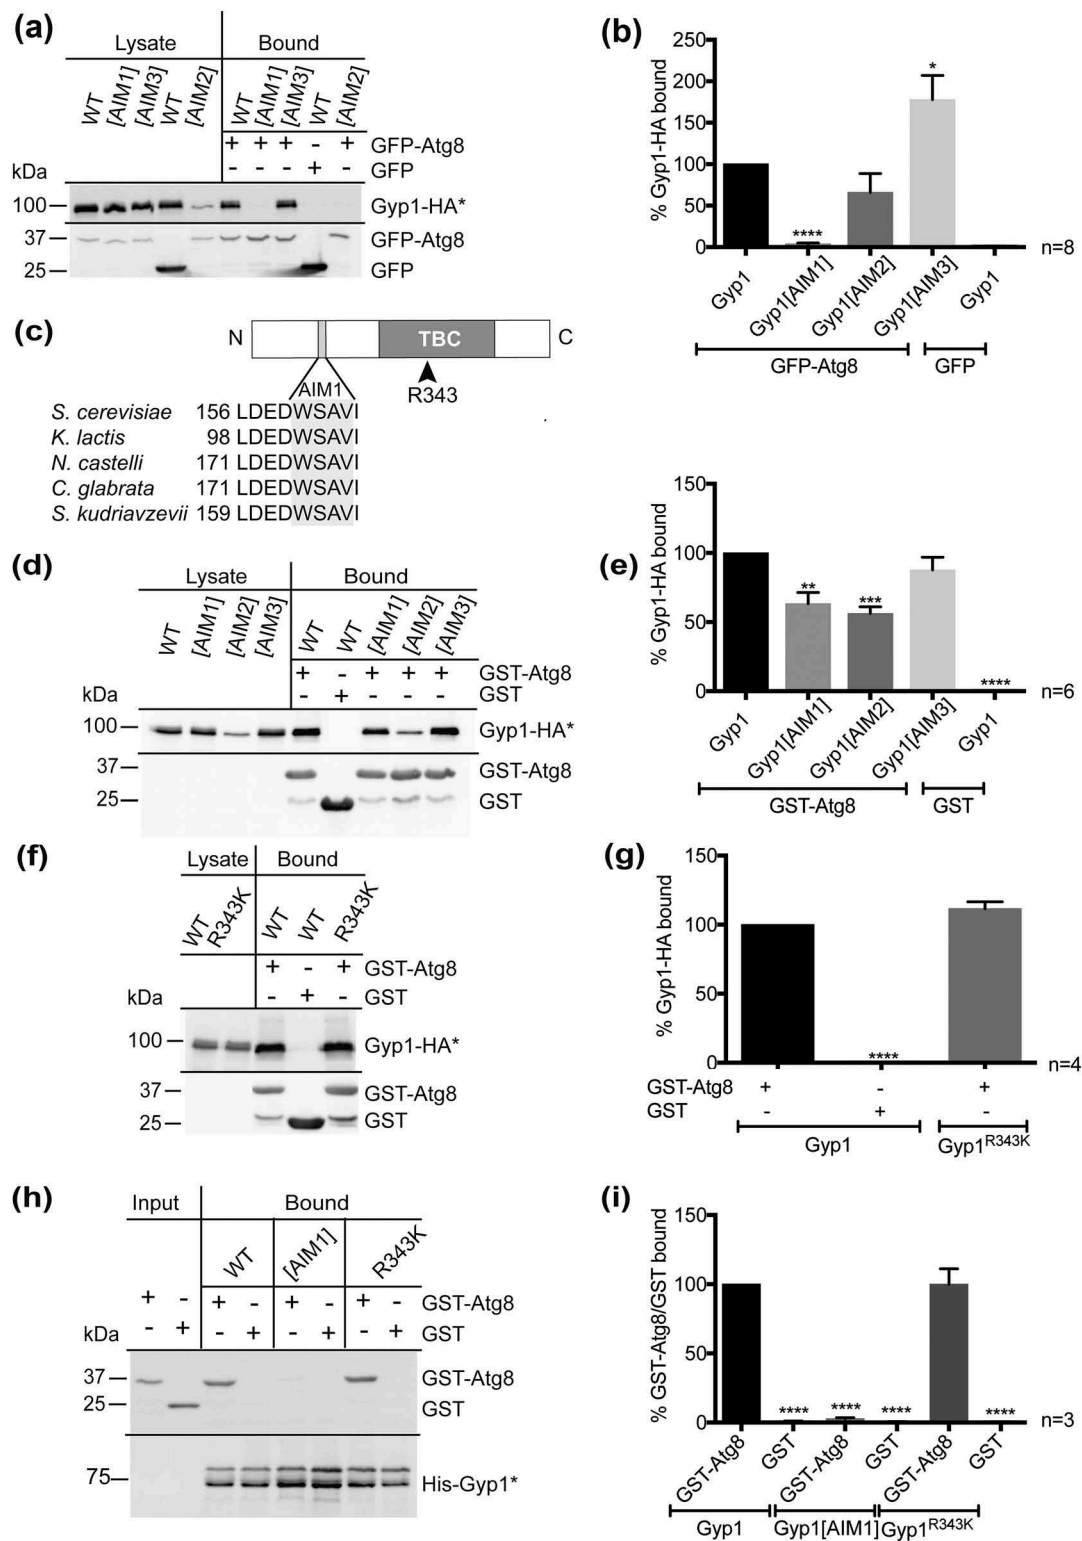 (a)
Lysate Bound
WT [AIM1] [AIM3] WT [AIM2] WT [AIM1] [AIM3] WT [AIM2]
+ + + - + GFP-Atg8
- - - + - GFP
kDa
100 Gyp1-HA*
37 GFP-Atg8
25 GFP
(b)
% Gyp1-HA bound
250
200
150
100
50
0
****
*
n=8
Gyp1 Gyp1[AIM1] Gyp1[AIM2] Gyp1[AIM3] Gyp1
GFP-Atg8 GFP
(c)
N TBC C
AIM1 R343
S. cerevisiae 156 LDEDWSAVI
K. lactis 98 LDEDWSAVI
N. castelli 171 LDEDWSAVI
C. glabrata 171 LDEDWSAVI
S. kudriavzevii 159 LDEDWSAVI
(d)
Lysate Bound
WT [AIM1] [AIM2] [AIM3] WT WT [AIM1] [AIM2] [AIM3]
+ - + + + GST-Atg8
- + - - - GST
kDa
100 Gyp1-HA*
37 GST-Atg8
25 GST
(e)
% Gyp1-HA bound
150
100
50
0
**
***
****
n=6
Gyp1 Gyp1[AIM1] Gyp1[AIM2] Gyp1[AIM3] Gyp1
GST-Atg8 GST
(f)
Lysate Bound
WT R343K WT WT R343K
+ - + GST-Atg8
- + - GST
kDa
100 Gyp1-HA*
37 GST-Atg8
25 GST
(g)
% Gyp1-HA bound
150
100
50
0
****
n=4
GST-Atg8 + - +
GST - + -
Gyp1 Gyp1R343K
(h)
Input Bound
WT [AIM1] R343K
+ - + - + - + - GST-Atg8
- + - + - + - + GST
kDa
37 GST-Atg8
25 GST
75 His-Gyp1*
(i)
% GST-Atg8/GST bound
150
100
50
0
**** **** **** ****
n=3
GST-Atg8 GST GST-Atg8 GST GST-Atg8 GST
Gyp1 Gyp1[AIM1] Gyp1R343K